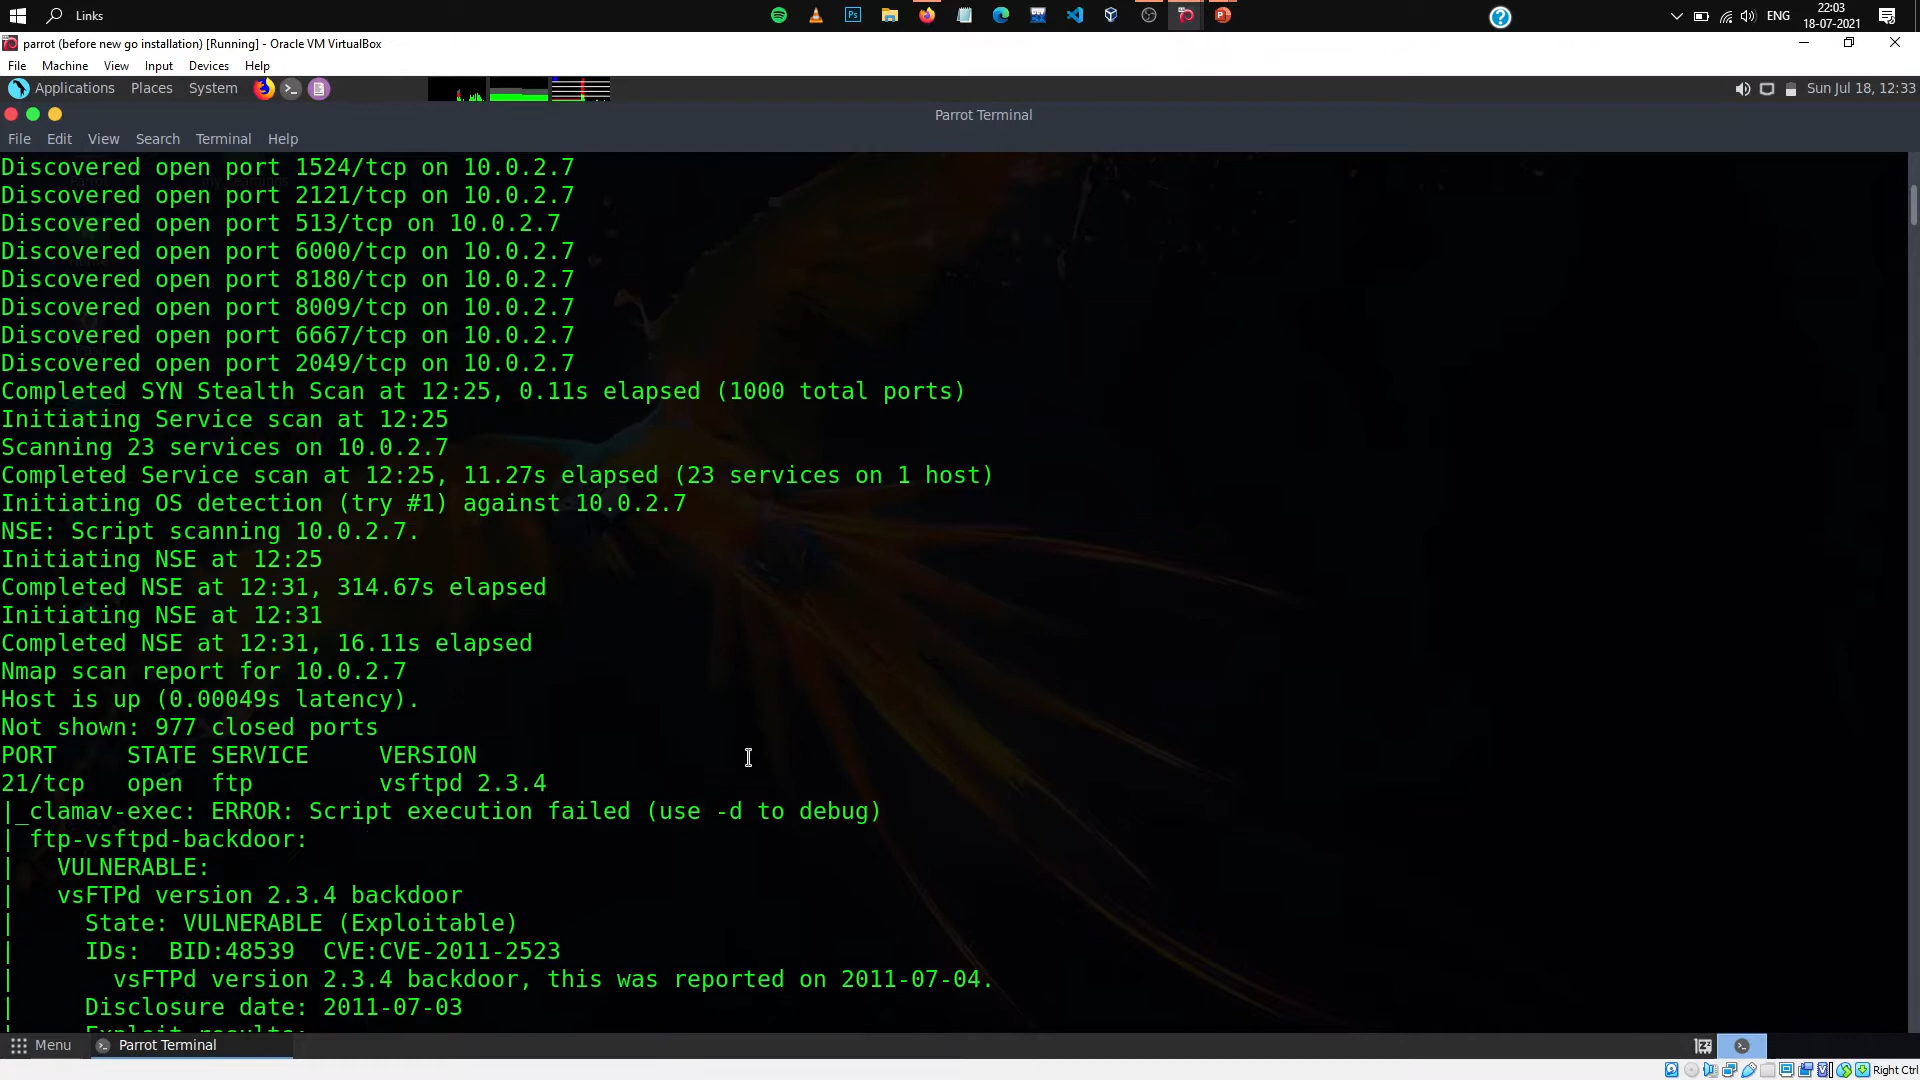 Links
ENG
22:03
18-07-2021
parrot (before new go installation) [Running] - Oracle VM VirtualBox
File Machine View Input Devices Help
Applications Places System
Sun Jul 18, 12:33
Parrot Terminal
File Edit View Search Terminal Help
Discovered open port 1524/tcp on 10.0.2.7
Discovered open port 2121/tcp on 10.0.2.7
Discovered open port 513/tcp on 10.0.2.7
Discovered open port 6000/tcp on 10.0.2.7
Discovered open port 8180/tcp on 10.0.2.7
Discovered open port 8009/tcp on 10.0.2.7
Discovered open port 6667/tcp on 10.0.2.7
Discovered open port 2049/tcp on 10.0.2.7
Completed SYN Stealth Scan at 12:25, 0.11s elapsed (1000 total ports)
Initiating Service scan at 12:25
Scanning 23 services on 10.0.2.7
Completed Service scan at 12:25, 11.27s elapsed (23 services on 1 host)
Initiating OS detection (try #1) against 10.0.2.7
NSE: Script scanning 10.0.2.7.
Initiating NSE at 12:25
Completed NSE at 12:31, 314.67s elapsed
Initiating NSE at 12:31
Completed NSE at 12:31, 16.11s elapsed
Nmap scan report for 10.0.2.7
Host is up (0.00049s latency).
Not shown: 977 closed ports
PORT     STATE SERVICE     VERSION
21/tcp   open  ftp         vsftpd 2.3.4
|_clamav-exec: ERROR: Script execution failed (use -d to debug)
| ftp-vsftpd-backdoor:
|   VULNERABLE:
|   vsFTPd version 2.3.4 backdoor
|     State: VULNERABLE (Exploitable)
|     IDs:  BID:48539  CVE:CVE-2011-2523
|       vsFTPd version 2.3.4 backdoor, this was reported on 2011-07-04.
|     Disclosure date: 2011-07-03
|     Exploit results:
Menu Parrot Terminal
Right Ctrl